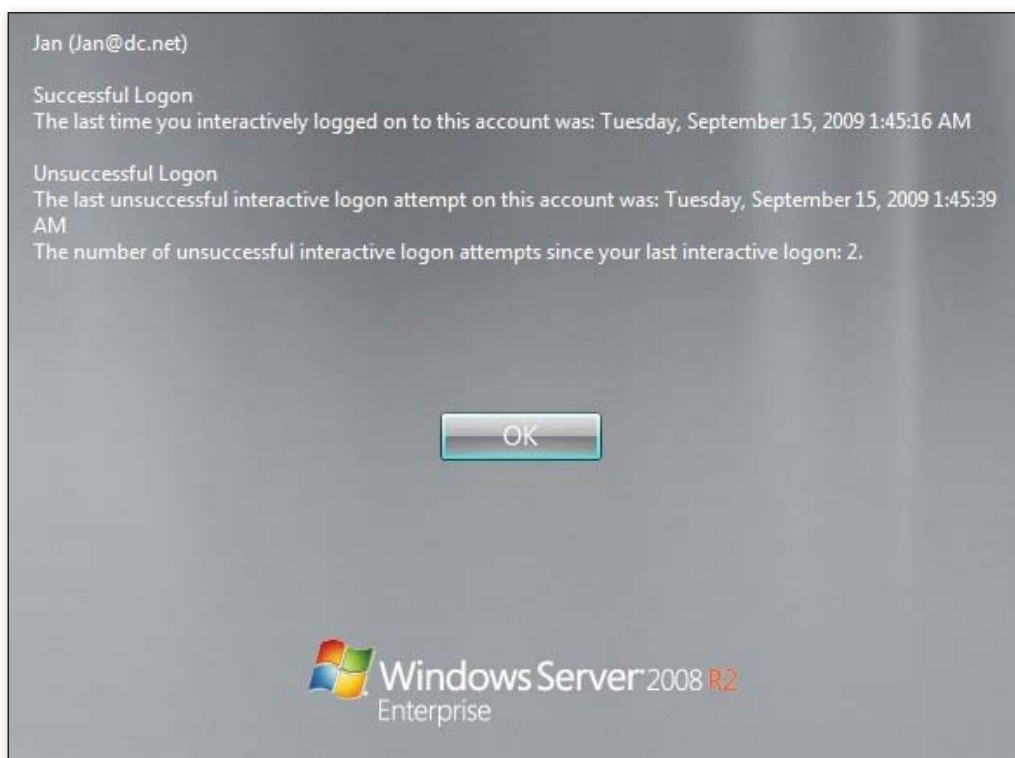 Jan (Jan@dc.net)
Successful Logon
The last time you interactively logged on to this account was: Tuesday, September 15, 2009 1:45:16 AM
Unsuccessful Logon
The last unsuccessful interactive logon attempt on this account was: Tuesday, September 15, 2009 1:45:39
AM
The number of unsuccessful interactive logon attempts since your last interactive logon: 2.
OK
Windows Server 2008 R2
Enterprise